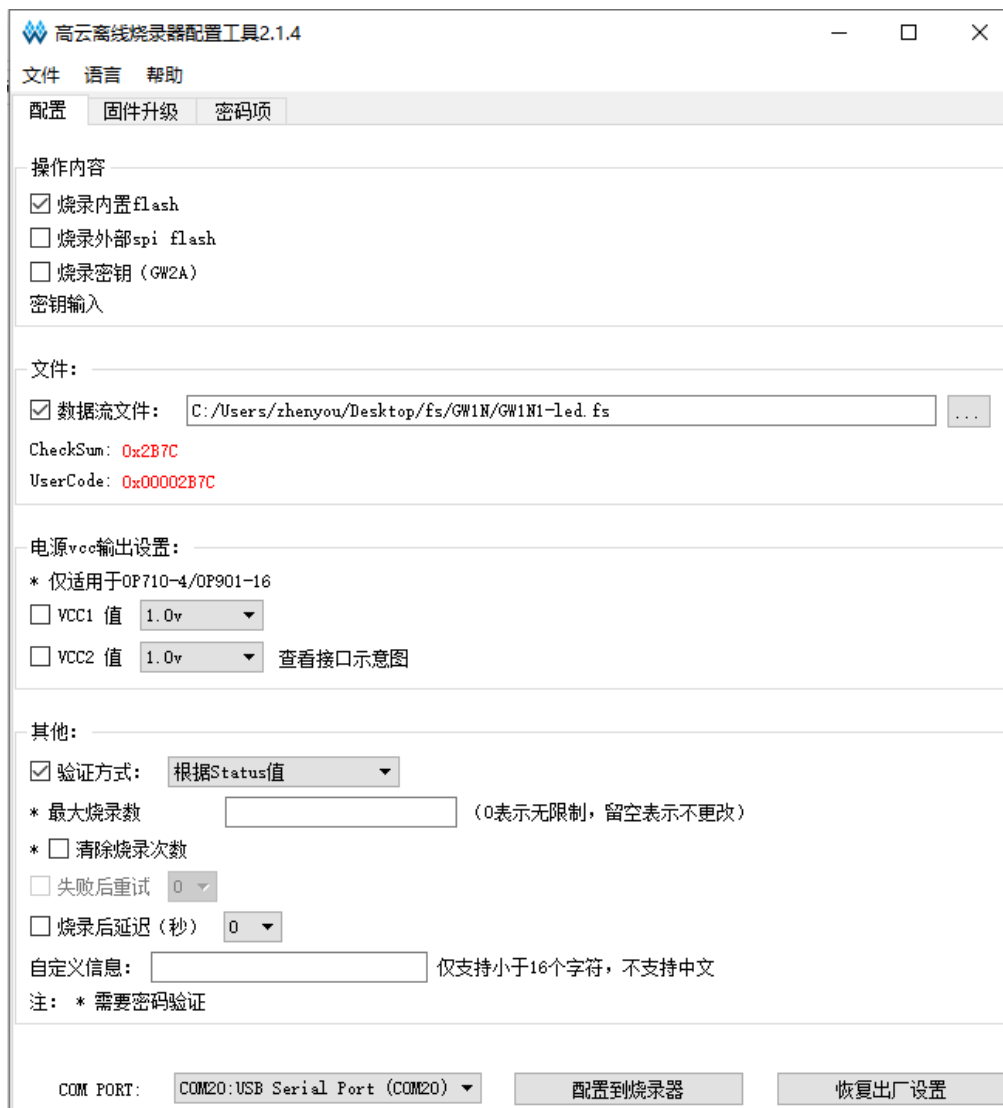 高云离线烧录器配置工具2.1.4
文件 语言 帮助
配置 固件升级 密码项
操作内容
烧录内置flash
烧录外部spi flash
烧录密钥（GW2A）
密钥输入
文件：
数据流文件： C:/Users/zhenyou/Desktop/fs/GW1N/GW1N1-led.fs ...
CheckSum: 0x2B7C
UserCode: 0x00002B7C
电源vcc输出设置：
* 仅适用于OP710-4/OP901-16
VCC1 值 1.0v
VCC2 值 1.0v 查看接口示意图
其他：
验证方式： 根据Status值
* 最大烧录数 （0表示无限制，留空表示不更改）
* 清除烧录次数
失败后重试 0
烧录后延迟（秒） 0
自定义信息： 仅支持小于16个字符，不支持中文
注： * 需要密码验证
COM PORT: COM20:USB Serial Port (COM20) 配置到烧录器 恢复出厂设置